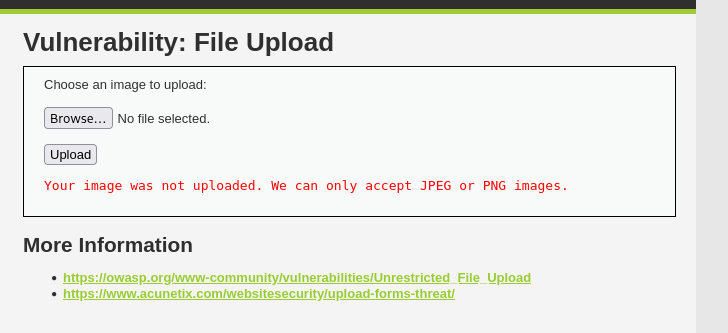 Vulnerability: File Upload
Choose an image to upload:
Browse... No file selected.
Upload
Your image was not uploaded. We can only accept JPEG or PNG images.
More Information
• https://owasp.org/www-community/vulnerabilities/Unrestricted_File_Upload
• https://www.acunetix.com/websitesecurity/upload-forms-threat/